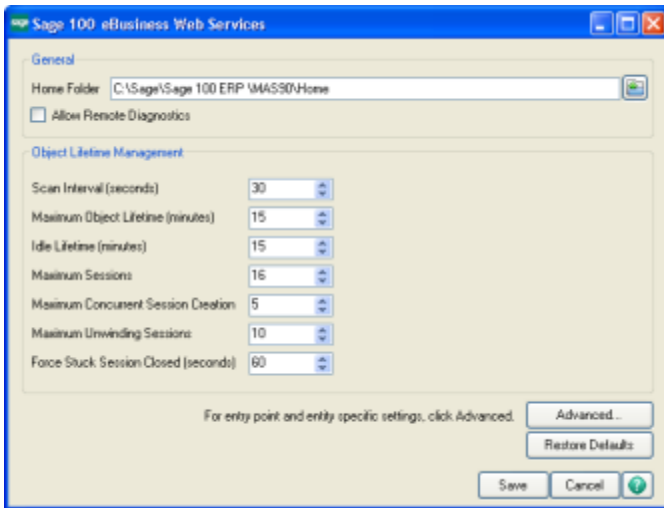 sage Sage 100 eBusiness Web Services
General
Home Folder C:\Sage\Sage 100 ERP \MAS90\Home
Allow Remote Diagnostics
Object Lifetime Management
Scan Interval (seconds) 30
Maximum Object Lifetime (minutes) 15
Idle Lifetime (minutes) 15
Maximum Sessions 16
Maximum Concurrent Session Creation 5
Maximum Unwinding Sessions 10
Force Stuck Session Closed (seconds) 60
For entry point and entity specific settings, click Advanced. Advanced...
Restore Defaults
Save Cancel ?